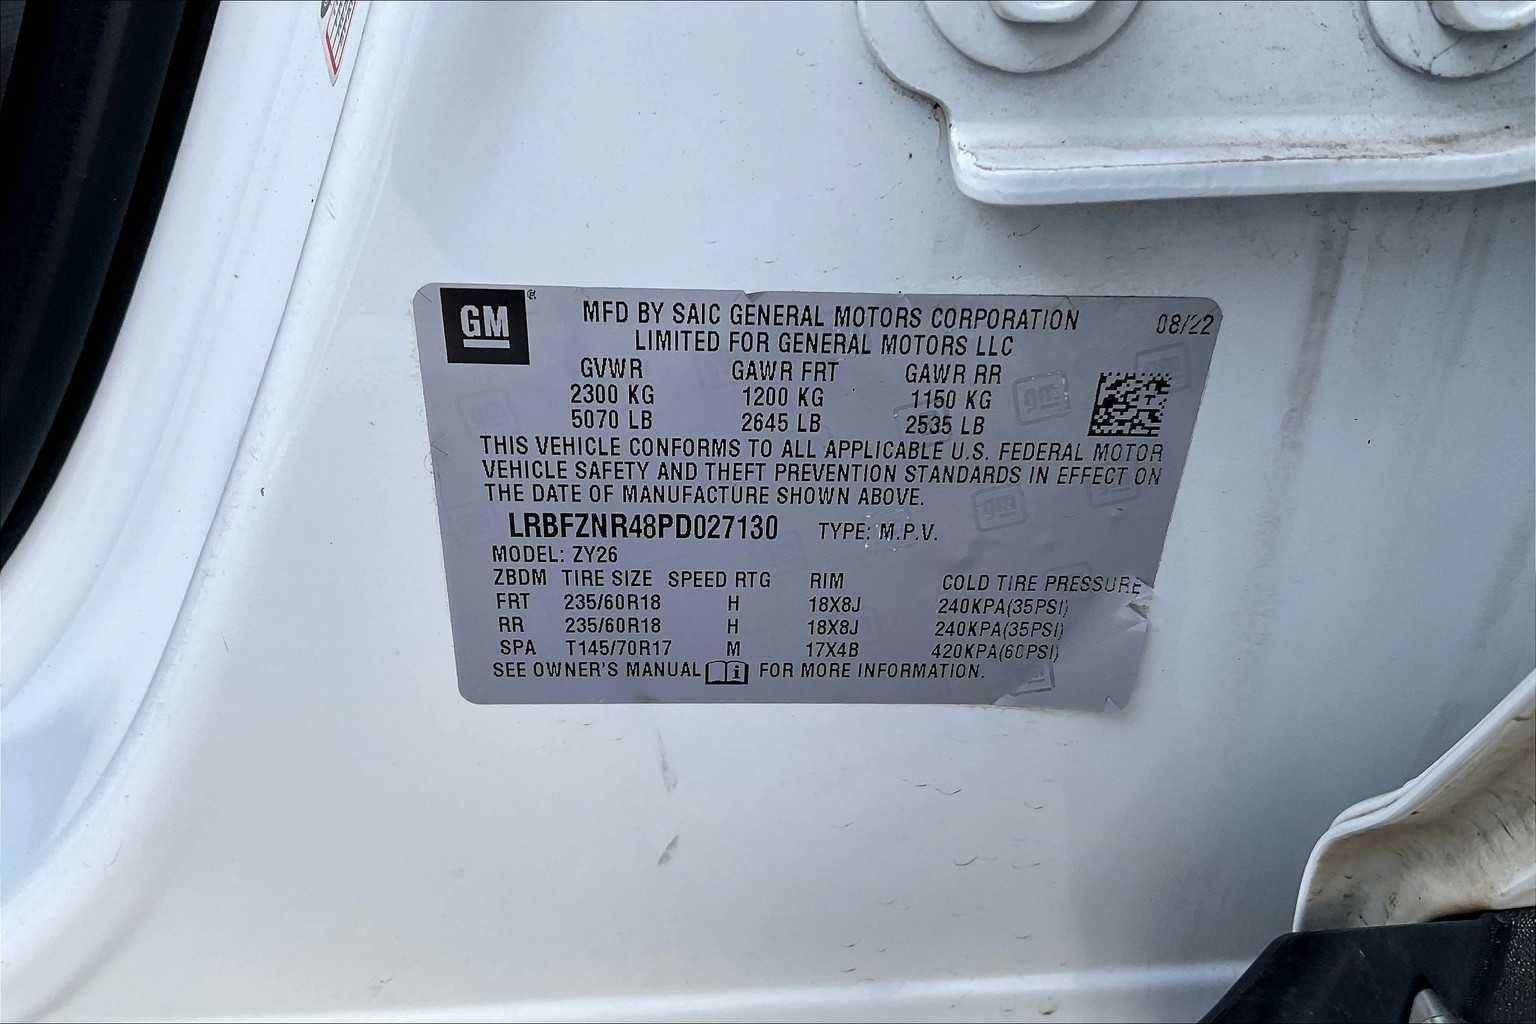 GM ®
MFD BY SAIC GENERAL MOTORS CORPORATION 08/22
LIMITED FOR GENERAL MOTORS LLC
GVWR GAWR FRT GAWR RR
2300 KG 1200 KG 1150 KG
5070 LB 2645 LB 2535 LB
THIS VEHICLE CONFORMS TO ALL APPLICABLE U.S. FEDERAL MOTOR
VEHICLE SAFETY AND THEFT PREVENTION STANDARDS IN EFFECT ON
THE DATE OF MANUFACTURE SHOWN ABOVE.
LRBFZNR48PD027130 TYPE: M.P.V.
MODEL: ZY26
ZBDM TIRE SIZE SPEED RTG RIM COLD TIRE PRESSURE
FRT 235/60R18 H 18X8J 240KPA(35PSI)
RR 235/60R18 H 18X8J 240KPA(35PSI)
SPA T145/70R17 M 17X4B 420KPA(60PSI)
SEE OWNER'S MANUAL i FOR MORE INFORMATION.